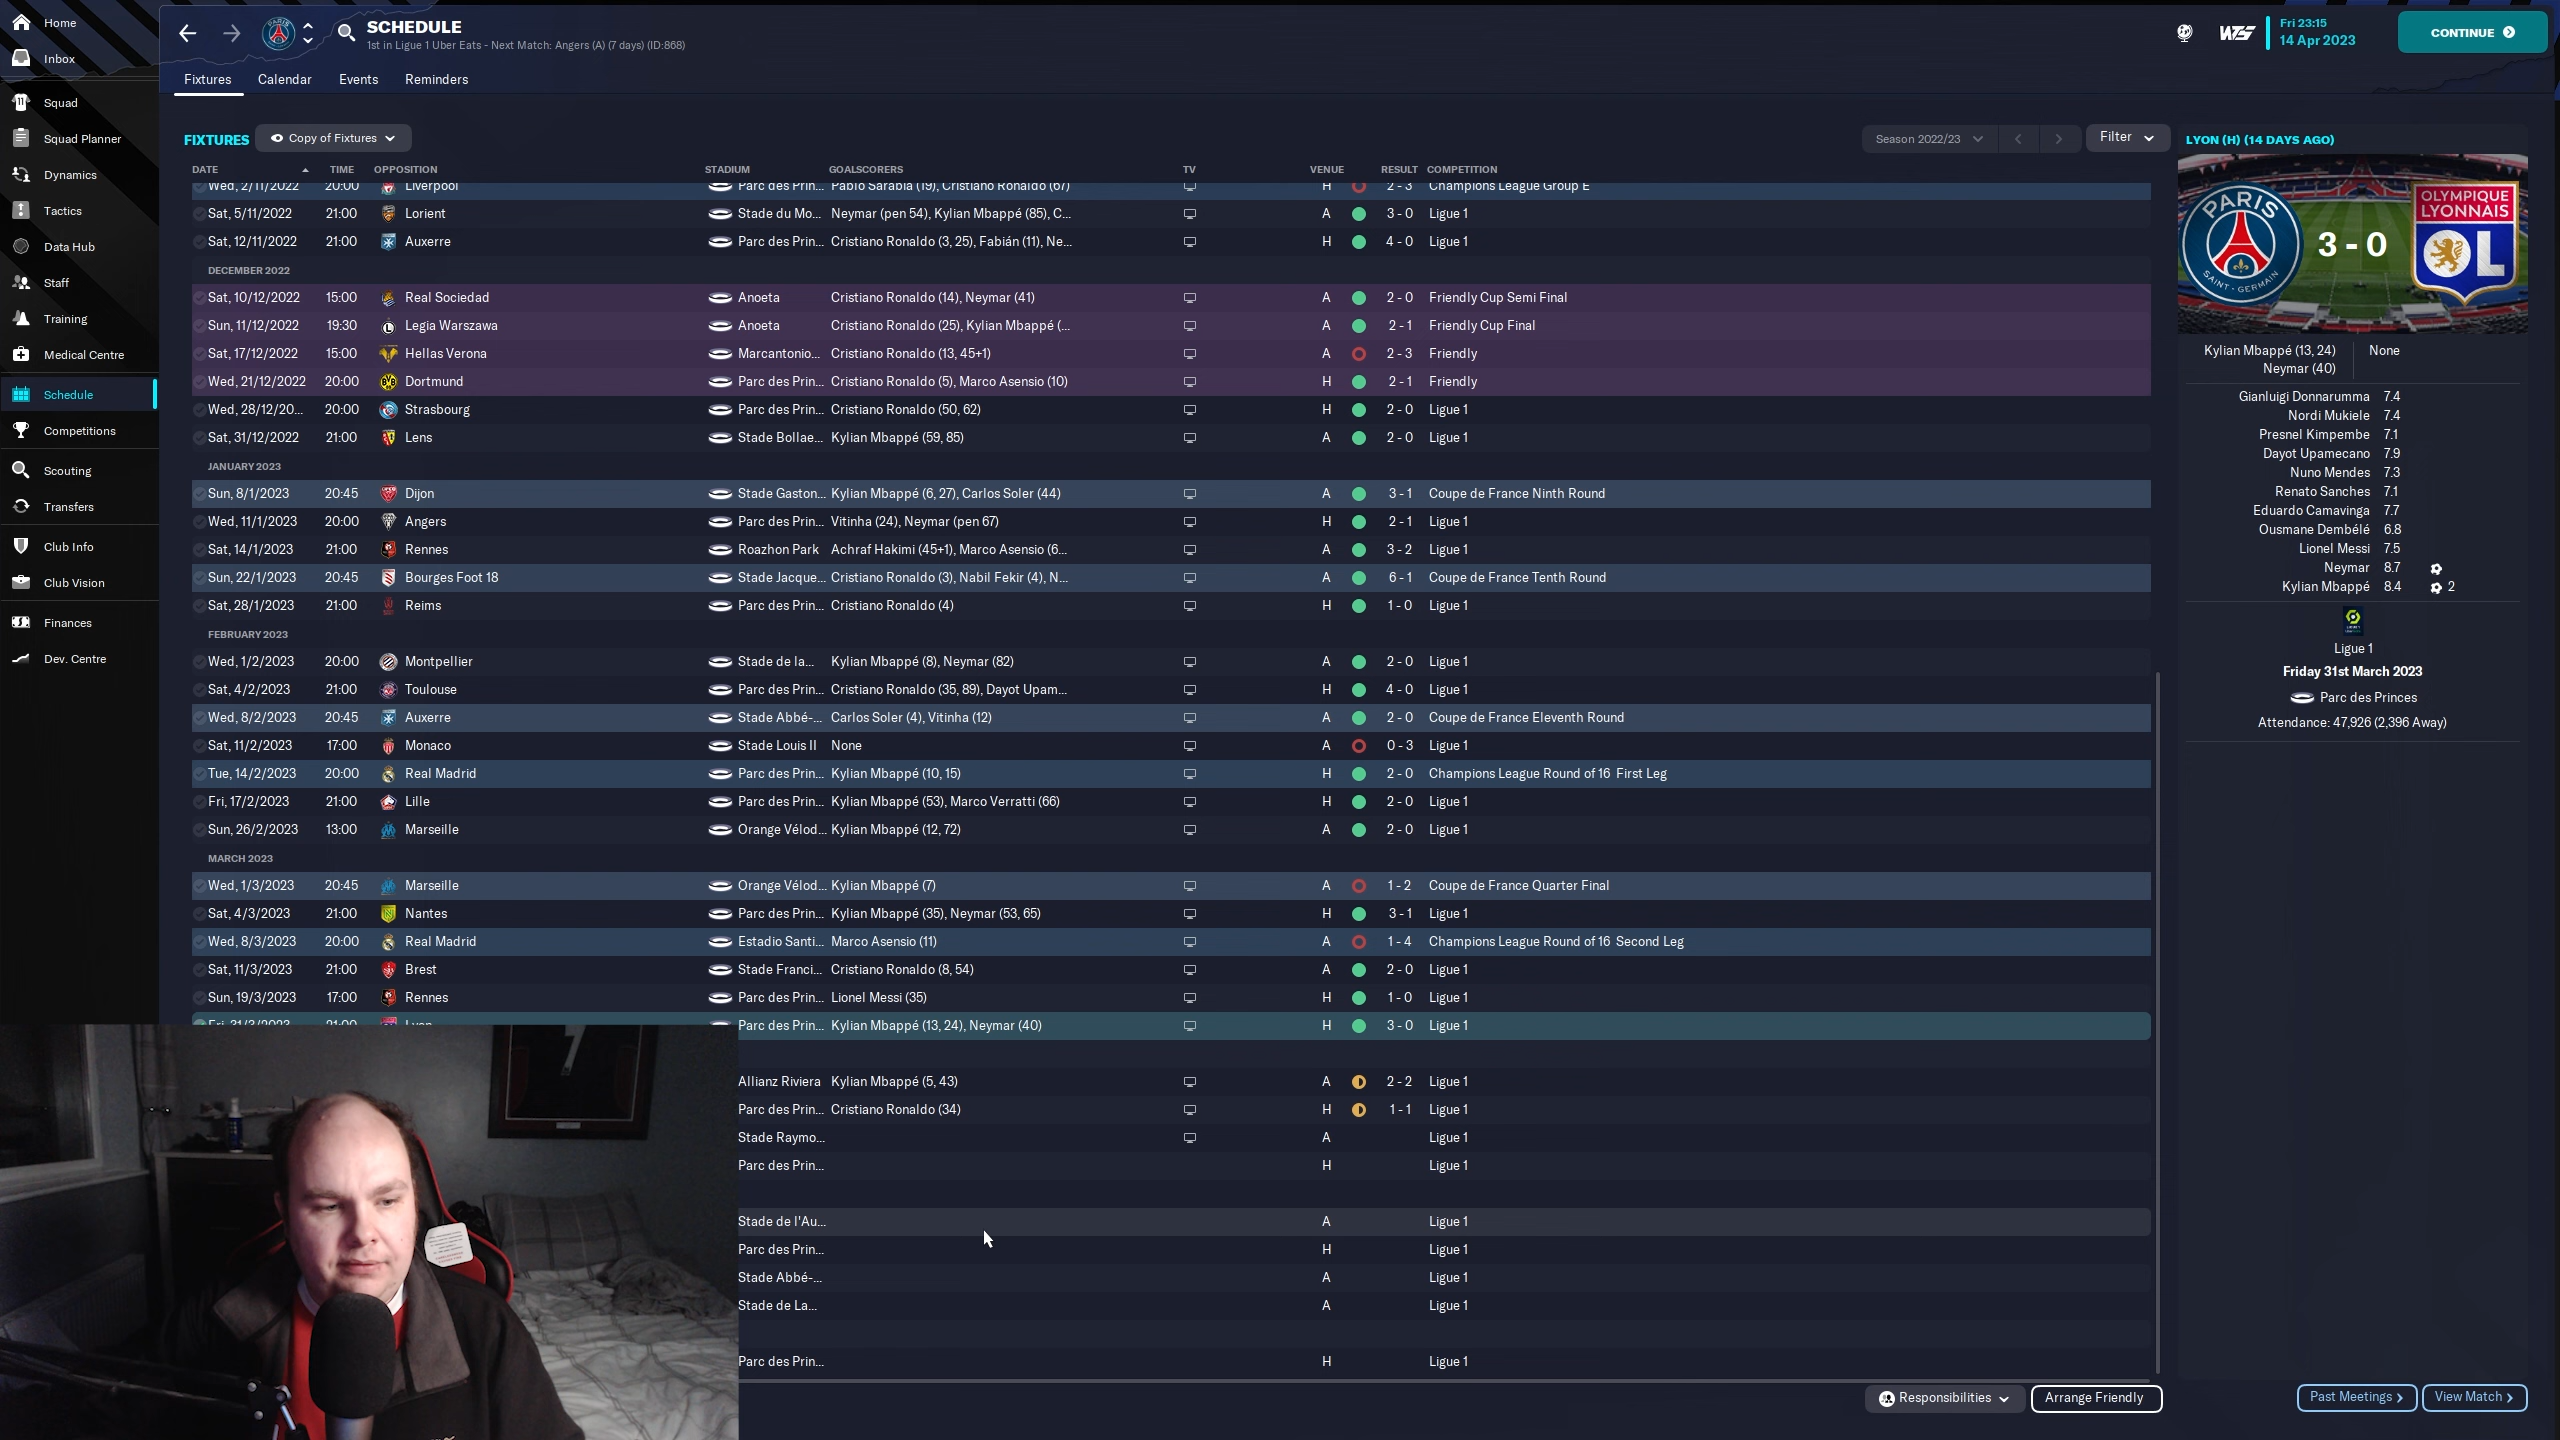 Home
Inbox
Squad
Squad Planner
Dynamics
Tactics
Data Hub
Staff
Training
Medical Centre
Schedule
Competitions
Scouting
Transfers
Club Info
Club Vision
Finances
Dev. Centre
SCHEDULE
1st in Ligue 1 Uber Eats - Next Match: Angers (A) (7 days) (ID:868)
Fri 23:15
14 Apr 2023
CONTINUE
Fixtures Calendar Events Reminders
FIXTURES Copy of Fixtures Season 2022/23 Filter
DATE TIME OPPOSITION STADIUM GOALSCORERS TV VENUE RESULT COMPETITION
Wed, 2/11/2022 20:00 Liverpool Parc des Prin... Pablo Sarabia (19), Cristiano Ronaldo (67) H 2 - 3 Champions League Group E
Sat, 5/11/2022 21:00 Lorient Stade du Mo... Neymar (pen 54), Kylian Mbappé (85), C... A 3 - 0 Ligue 1
Sat, 12/11/2022 21:00 Auxerre Parc des Prin... Cristiano Ronaldo (3, 25), Fabián (11), Ne... H 4 - 0 Ligue 1
DECEMBER 2022
Sat, 10/12/2022 15:00 Real Sociedad Anoeta Cristiano Ronaldo (14), Neymar (41) A 2 - 0 Friendly Cup Semi Final
Sun, 11/12/2022 19:30 Legia Warszawa Anoeta Cristiano Ronaldo (25), Kylian Mbappé (... A 2 - 1 Friendly Cup Final
Sat, 17/12/2022 15:00 Hellas Verona Marcantonio... Cristiano Ronaldo (13, 45+1) A 2 - 3 Friendly
Wed, 21/12/2022 20:00 Dortmund Parc des Prin... Cristiano Ronaldo (5), Marco Asensio (10) H 2 - 1 Friendly
Wed, 28/12/20... 20:00 Strasbourg Parc des Prin... Cristiano Ronaldo (50, 62) H 2 - 0 Ligue 1
Sat, 31/12/2022 21:00 Lens Stade Bollae... Kylian Mbappé (59, 85) A 2 - 0 Ligue 1
JANUARY 2023
Sun, 8/1/2023 20:45 Dijon Stade Gaston... Kylian Mbappé (6, 27), Carlos Soler (44) A 3 - 1 Coupe de France Ninth Round
Wed, 11/1/2023 20:00 Angers Parc des Prin... Vitinha (24), Neymar (pen 67) H 2 - 1 Ligue 1
Sat, 14/1/2023 21:00 Rennes Roazhon Park Achraf Hakimi (45+1), Marco Asensio (6... A 3 - 2 Ligue 1
Sun, 22/1/2023 20:45 Bourges Foot 18 Stade Jacque... Cristiano Ronaldo (3), Nabil Fekir (4), N... A 6 - 1 Coupe de France Tenth Round
Sat, 28/1/2023 21:00 Reims Parc des Prin... Cristiano Ronaldo (4) H 1 - 0 Ligue 1
FEBRUARY 2023
Wed, 1/2/2023 20:00 Montpellier Stade de la... Kylian Mbappé (8), Neymar (82) A 2 - 0 Ligue 1
Sat, 4/2/2023 21:00 Toulouse Parc des Prin... Cristiano Ronaldo (35, 89), Dayot Upam... H 4 - 0 Ligue 1
Wed, 8/2/2023 20:45 Auxerre Stade Abbé-... Carlos Soler (4), Vitinha (12) A 2 - 0 Coupe de France Eleventh Round
Sat, 11/2/2023 17:00 Monaco Stade Louis II None A 0 - 3 Ligue 1
Tue, 14/2/2023 20:00 Real Madrid Parc des Prin... Kylian Mbappé (10, 15) H 2 - 0 Champions League Round of 16 First Leg
Fri, 17/2/2023 21:00 Lille Parc des Prin... Kylian Mbappé (53), Marco Verratti (66) H 2 - 0 Ligue 1
Sun, 26/2/2023 13:00 Marseille Orange Vélod... Kylian Mbappé (12, 72) A 2 - 0 Ligue 1
MARCH 2023
Wed, 1/3/2023 20:45 Marseille Orange Vélod... Kylian Mbappé (7) A 1 - 2 Coupe de France Quarter Final
Sat, 4/3/2023 21:00 Nantes Parc des Prin... Kylian Mbappé (35), Neymar (53, 65) H 3 - 1 Ligue 1
Wed, 8/3/2023 20:00 Real Madrid Estadio Santi... Marco Asensio (11) A 1 - 4 Champions League Round of 16 Second Leg
Sat, 11/3/2023 21:00 Brest Stade Franci... Cristiano Ronaldo (8, 54) A 2 - 0 Ligue 1
Sun, 19/3/2023 17:00 Rennes Parc des Prin... Lionel Messi (35) H 1 - 0 Ligue 1
Fri, 31/3/2023 21:00 Lyon Parc des Prin... Kylian Mbappé (13, 24), Neymar (40) H 3 - 0 Ligue 1
Allianz Riviera Kylian Mbappé (5, 43) A 2 - 2 Ligue 1
Parc des Prin... Cristiano Ronaldo (34) H 1 - 1 Ligue 1
Stade Raymo... A Ligue 1
Parc des Prin... H Ligue 1
Stade de l'Au... A Ligue 1
Parc des Prin... H Ligue 1
Stade Abbé-... A Ligue 1
Stade de La... A Ligue 1
Parc des Prin... H Ligue 1
Responsibilities Arrange Friendly
LYON (H) (14 DAYS AGO)
PARIS
SAINT-GERMAIN
3 - 0
OLYMPIQUE
LYONNAIS
OL
Kylian Mbappé (13, 24) None
Neymar (40)
Gianluigi Donnarumma 7.4
Nordi Mukiele 7.4
Presnel Kimpembe 7.1
Dayot Upamecano 7.9
Nuno Mendes 7.3
Renato Sanches 7.1
Eduardo Camavinga 7.7
Ousmane Dembélé 6.8
Lionel Messi 7.5
Neymar 8.7
Kylian Mbappé 8.4 2
Ligue 1
Friday 31st March 2023
Parc des Princes
Attendance: 47,926 (2,396 Away)
Past Meetings View Match